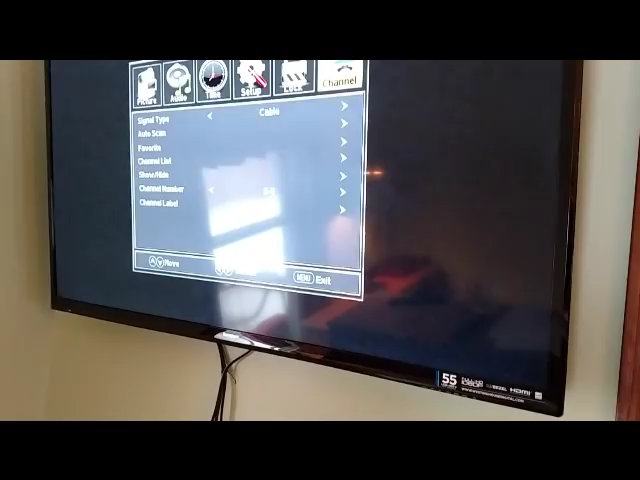 Picture Audio Time Setup Lock Channel
Signal Type < Cable >
Auto Scan >
Favorite >
Channel List >
Show/Hide >
Channel Number < >
Channel Label >
Move MENU Exit
55 HDMI